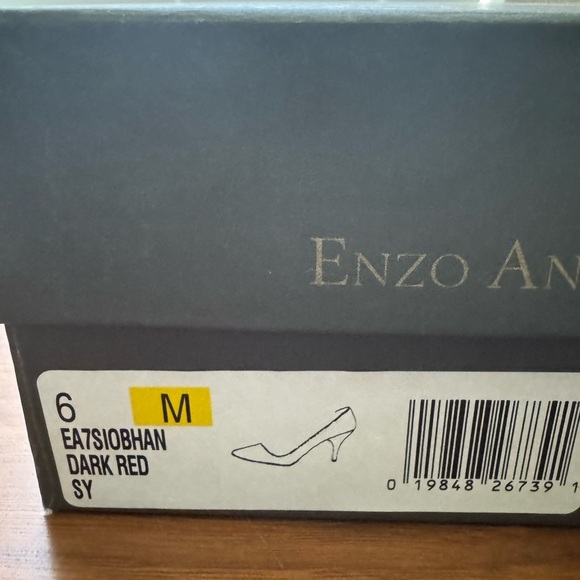 ENZO AN
6 M
EA7SIOBHAN
DARK RED
SY
0 19848 26739 1